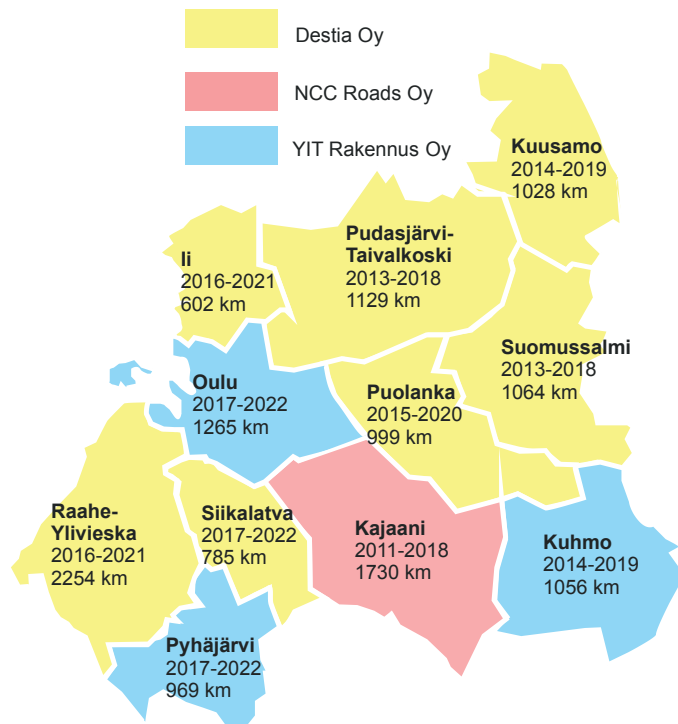 Destia Oy
NCC Roads Oy
YIT Rakennus Oy
Kuusamo
2014-2019
1028 km
Pudasjärvi-
Taivalkoski
2013-2018
1129 km
Ii
2016-2021
602 km
Suomussalmi
2013-2018
1064 km
Oulu
2017-2022
1265 km
Puolanka
2015-2020
999 km
Raahe-
Ylivieska
2016-2021
2254 km
Siikalatva
2017-2022
785 km
Kajaani
2011-2018
1730 km
Kuhmo
2014-2019
1056 km
Pyhäjärvi
2017-2022
969 km